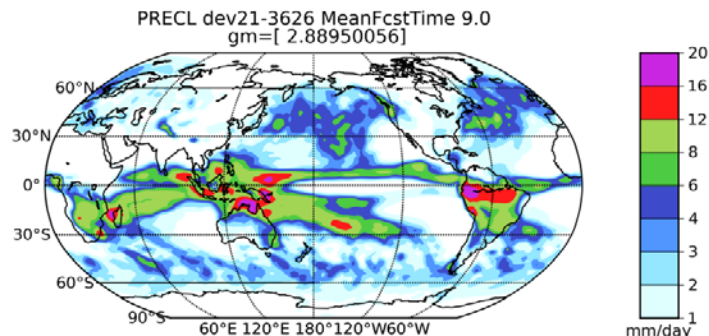 PRECL dev21-3626 MeanFcstTime 9.0
gm=[ 2.88950056]
60°N
30°N
0°
30°S
60°S
90°S
60°E 120°E 180° 120°W 60°W
20
16
12
8
6
4
3
2
1
mm/day